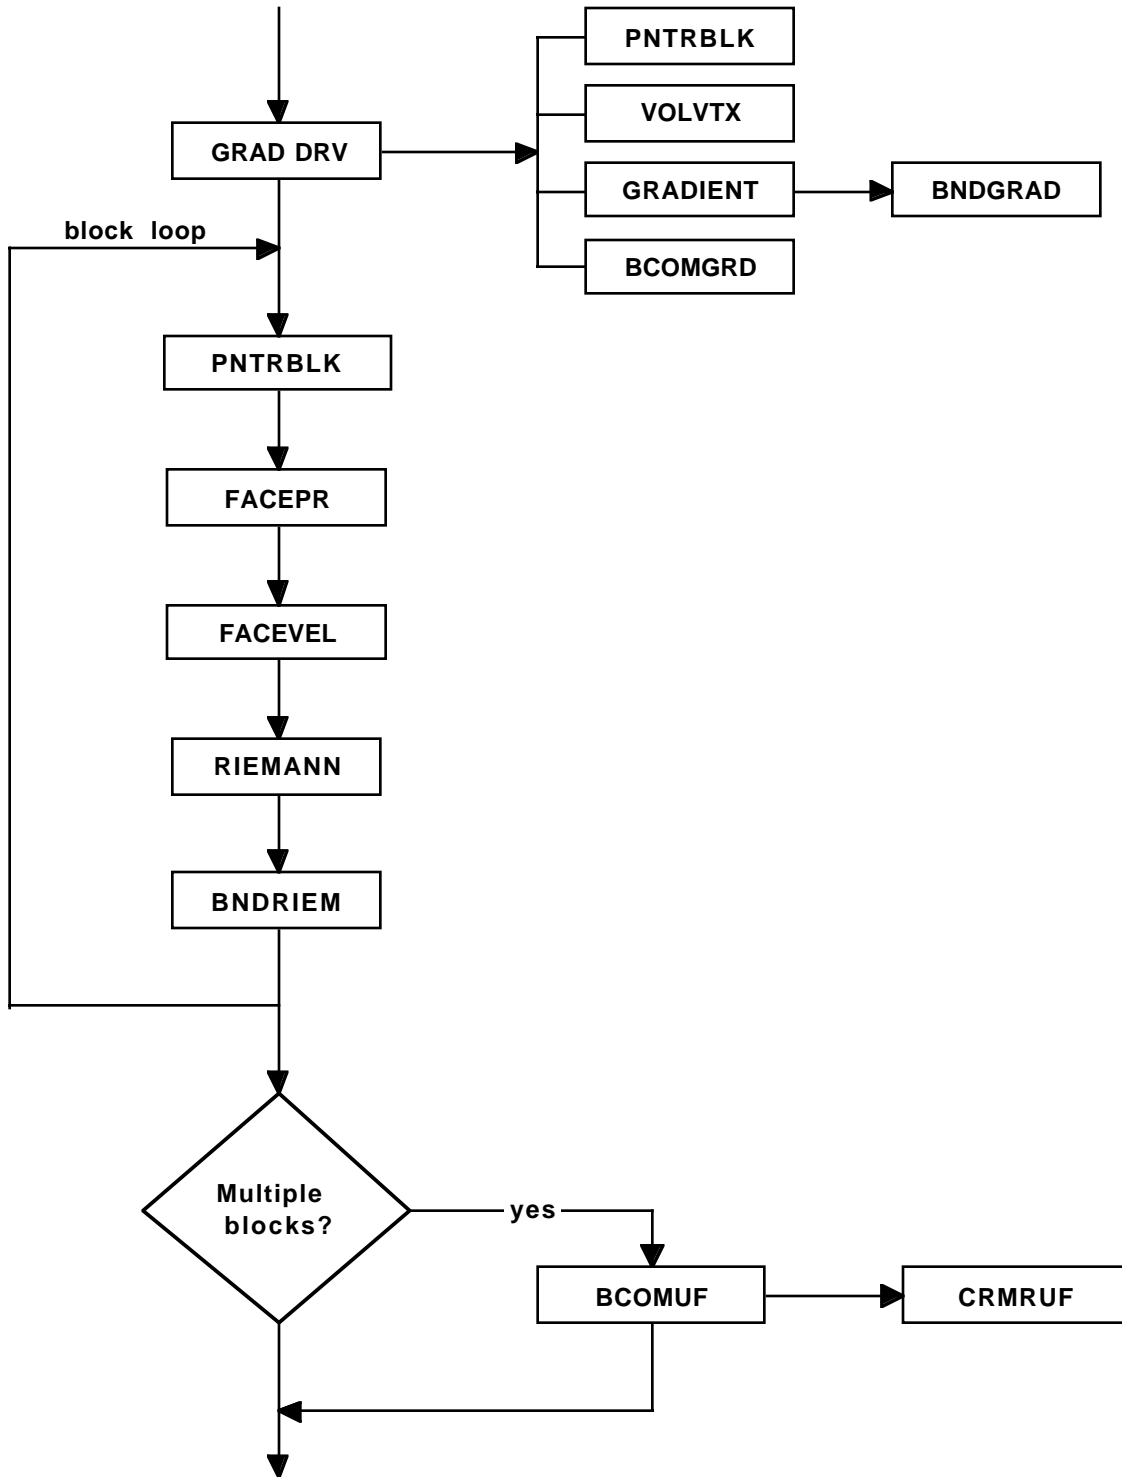 PNTRBLK
VOLVTX
GRAD DRV
GRADIENT
BNDGRAD
block loop
BCOMGRD
PNTRBLK
FACEPR
FACEVEL
RIEMANN
BNDRIEM
Multiple
blocks?
yes
BCOMUF
CRMRUF